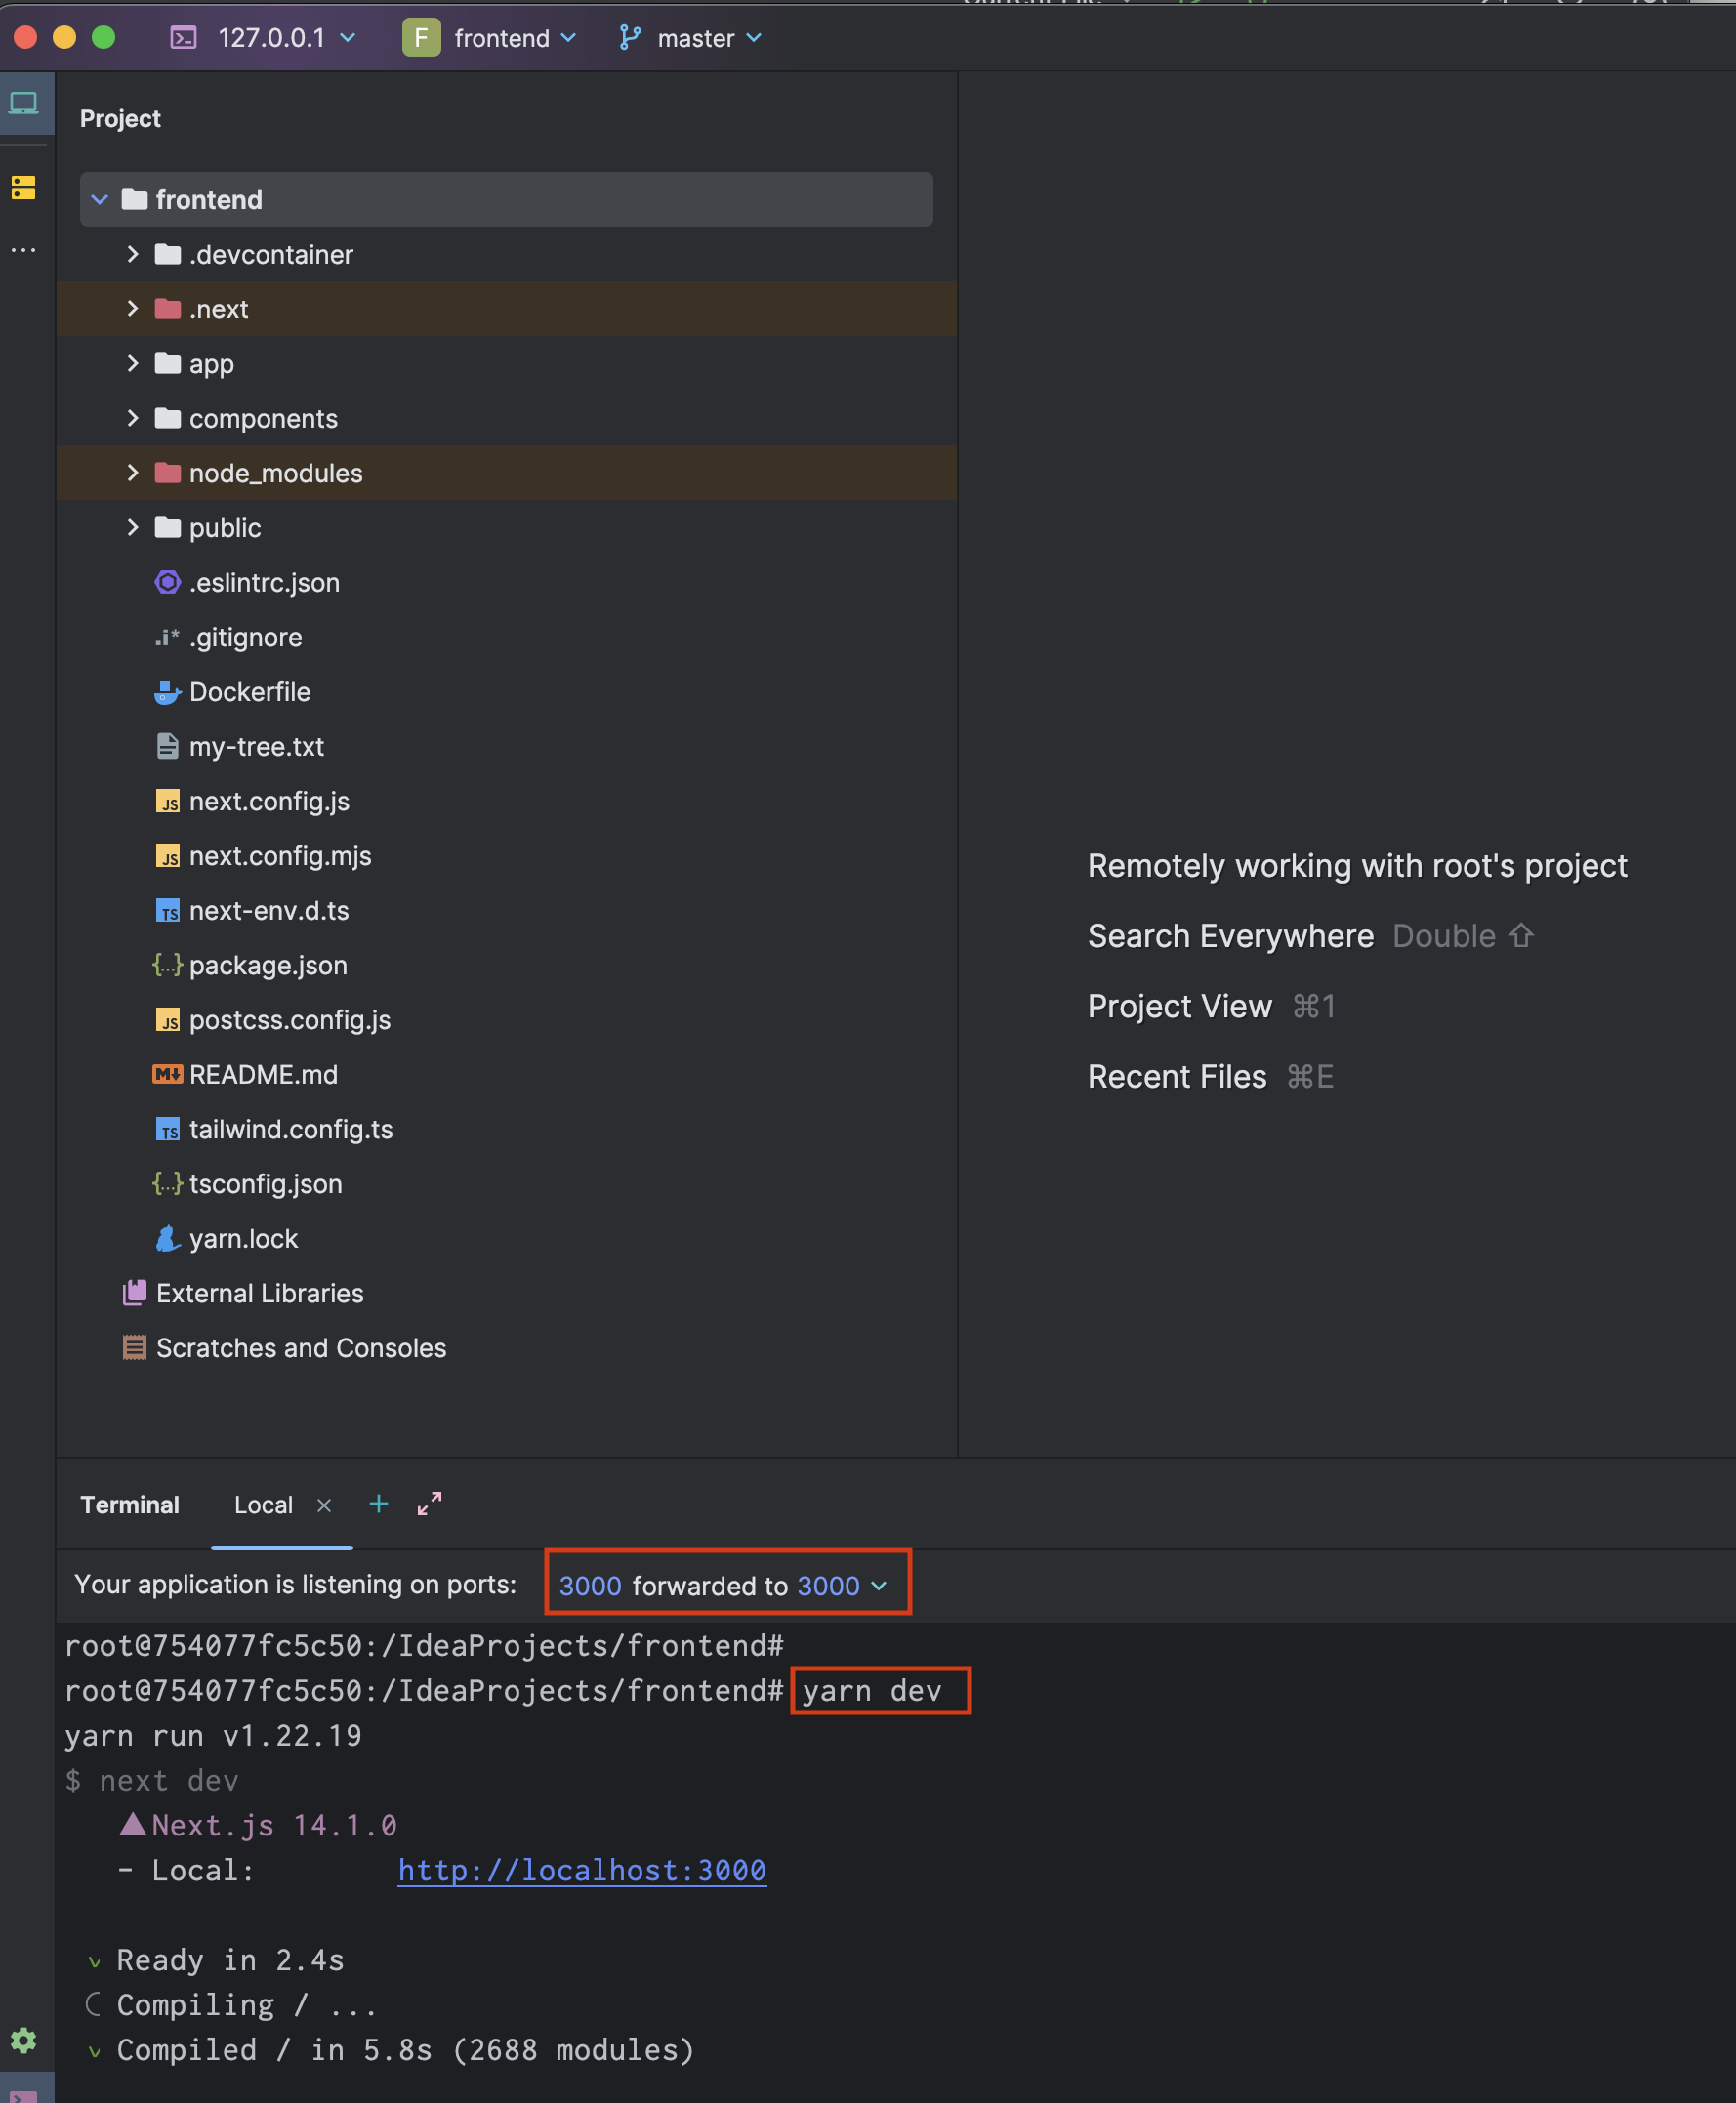 127.0.0.1 F frontend master
Project
frontend
.devcontainer
.next
app
components
node_modules
public
.eslintrc.json
.gitignore
Dockerfile
my-tree.txt
next.config.js
next.config.mjs
next-env.d.ts
package.json
postcss.config.js
README.md
tailwind.config.ts
tsconfig.json
yarn.lock
External Libraries
Scratches and Consoles
Remotely working with root's project
Search Everywhere Double ⇧
Project View ⌘1
Recent Files ⌘E
Terminal Local × +
Your application is listening on ports: 3000 forwarded to 3000
root@754077fc5c50:/IdeaProjects/frontend#
root@754077fc5c50:/IdeaProjects/frontend# yarn dev
yarn run v1.22.19
$ next dev
▲ Next.js 14.1.0
- Local: http://localhost:3000
✓ Ready in 2.4s
Compiling / ...
✓ Compiled / in 5.8s (2688 modules)